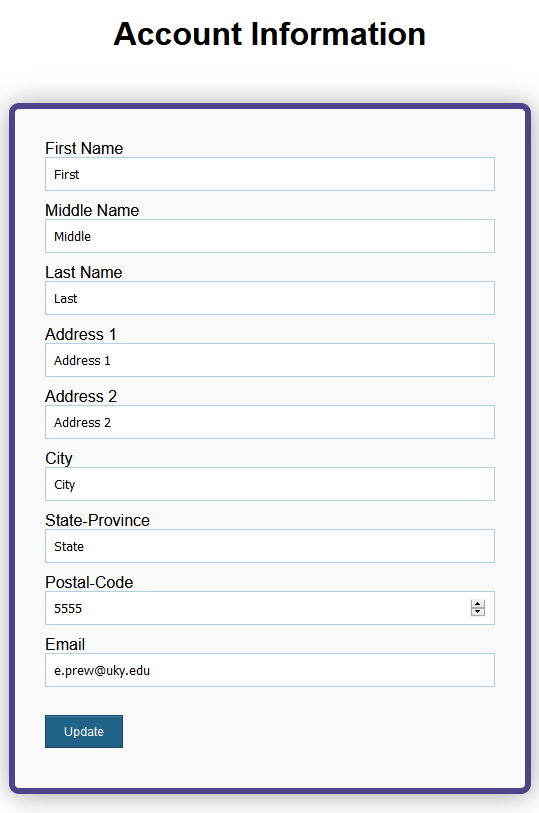 Account Information
First Name
First
Middle Name
Middle
Last Name
Last
Address 1
Address 1
Address 2
Address 2
City
City
State-Province
State
Postal-Code
5555
Email
e.prew@uky.edu
Update